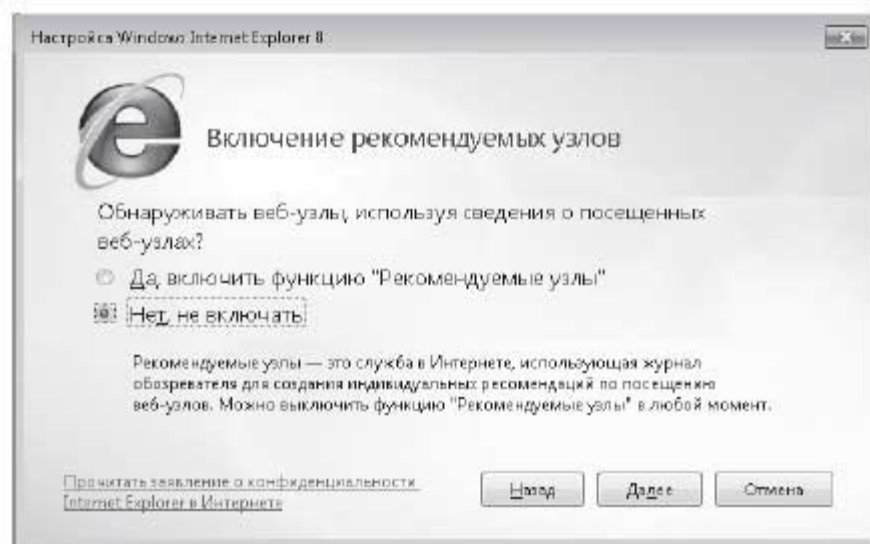 Настройка Windows Internet Explorer 8
Включение рекомендуемых узлов
Обнаруживать веб-узлы, используя сведения о посещенных
веб-узлах?
Да, включить функцию "Рекомендуемые узлы"
Нет, не включать
Рекомендуемые узлы — это служба в Интернете, использующая журнал
обозревателя для создания индивидуальных рекомендаций по посещению
веб-узлов. Можно выключить функцию "Рекомендуемые узлы" в любой момент.
Прочитать заявление о конфиденциальности
Internet Explorer в Интернете
Назад
Далее
Отмена